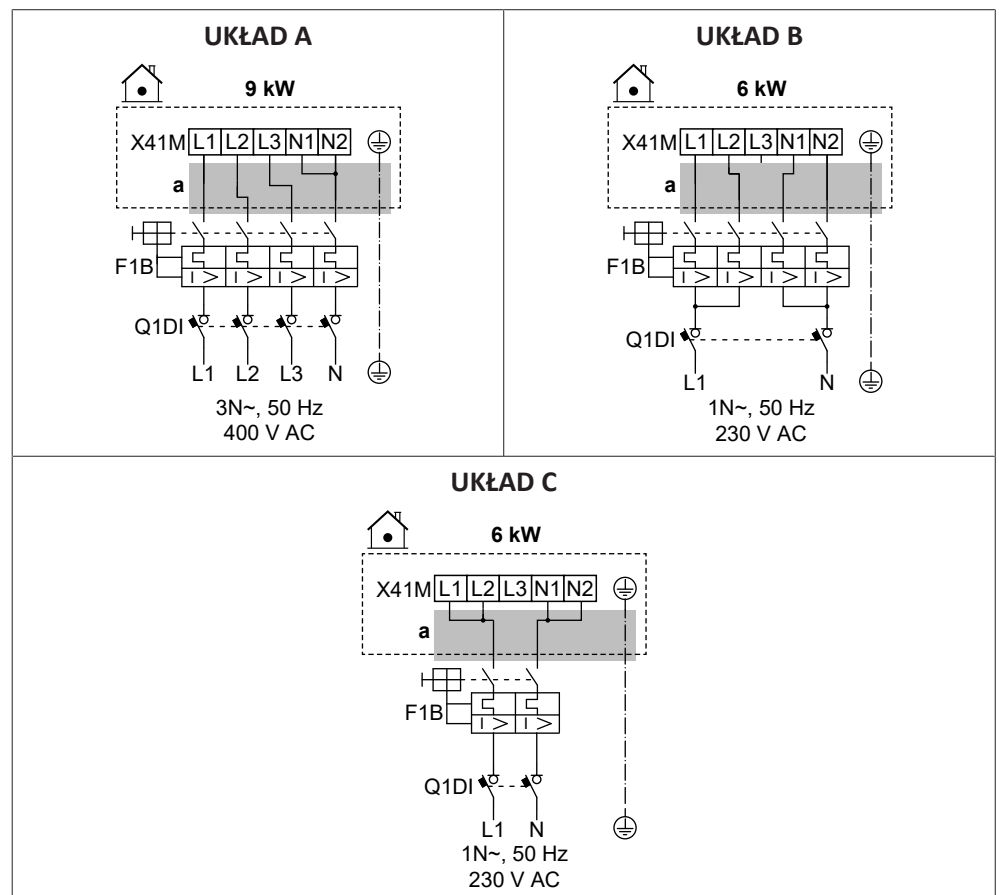 UKŁAD A
9 kW
X41M L1 L2 L3 N1 N2
a
F1B
I > I > I > I >
Q1DI
L1 L2 L3 N
3N~, 50 Hz
400 V AC
UKŁAD B
6 kW
X41M L1 L2 L3 N1 N2
a
F1B
I > I > I > I >
Q1DI
L1 N
1N~, 50 Hz
230 V AC
UKŁAD C
6 kW
X41M L1 L2 L3 N1 N2
a
F1B
I > I >
Q1DI
L1 N
1N~, 50 Hz
230 V AC